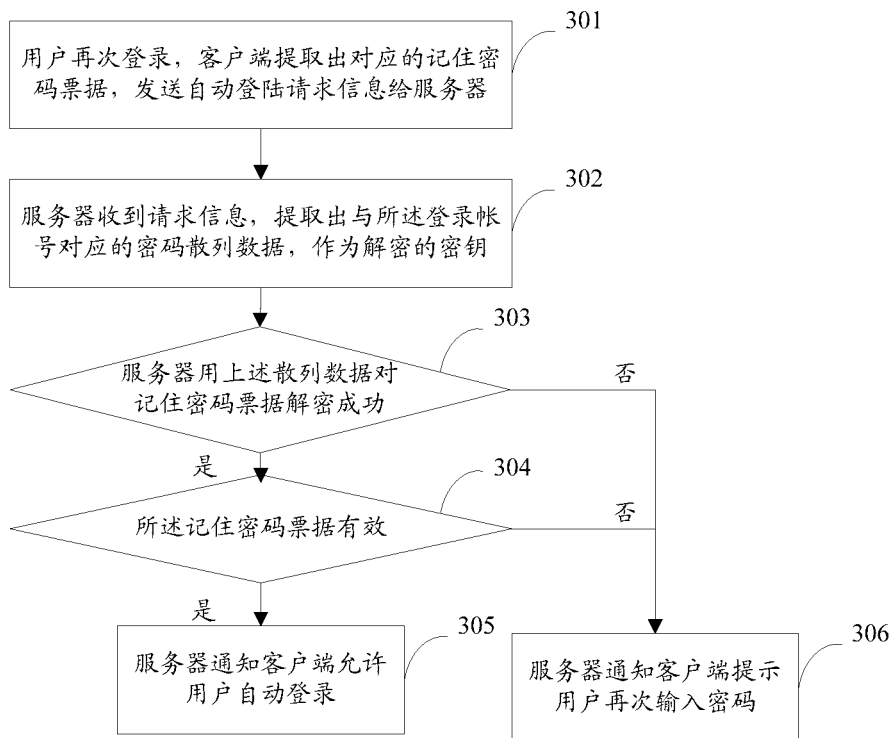 301
用户再次登录，客户端提取出对应的记住密
码票据，发送自动登陆请求信息给服务器
302
服务器收到请求信息，提取出与所述登录帐
号对应的密码散列数据，作为解密的密钥
303
服务器用上述散列数据对
记住密码票据解密成功
否
是
304
所述记住密码票据有效
否
是
305
服务器通知客户端允许
用户自动登录
306
服务器通知客户端提示
用户再次输入密码